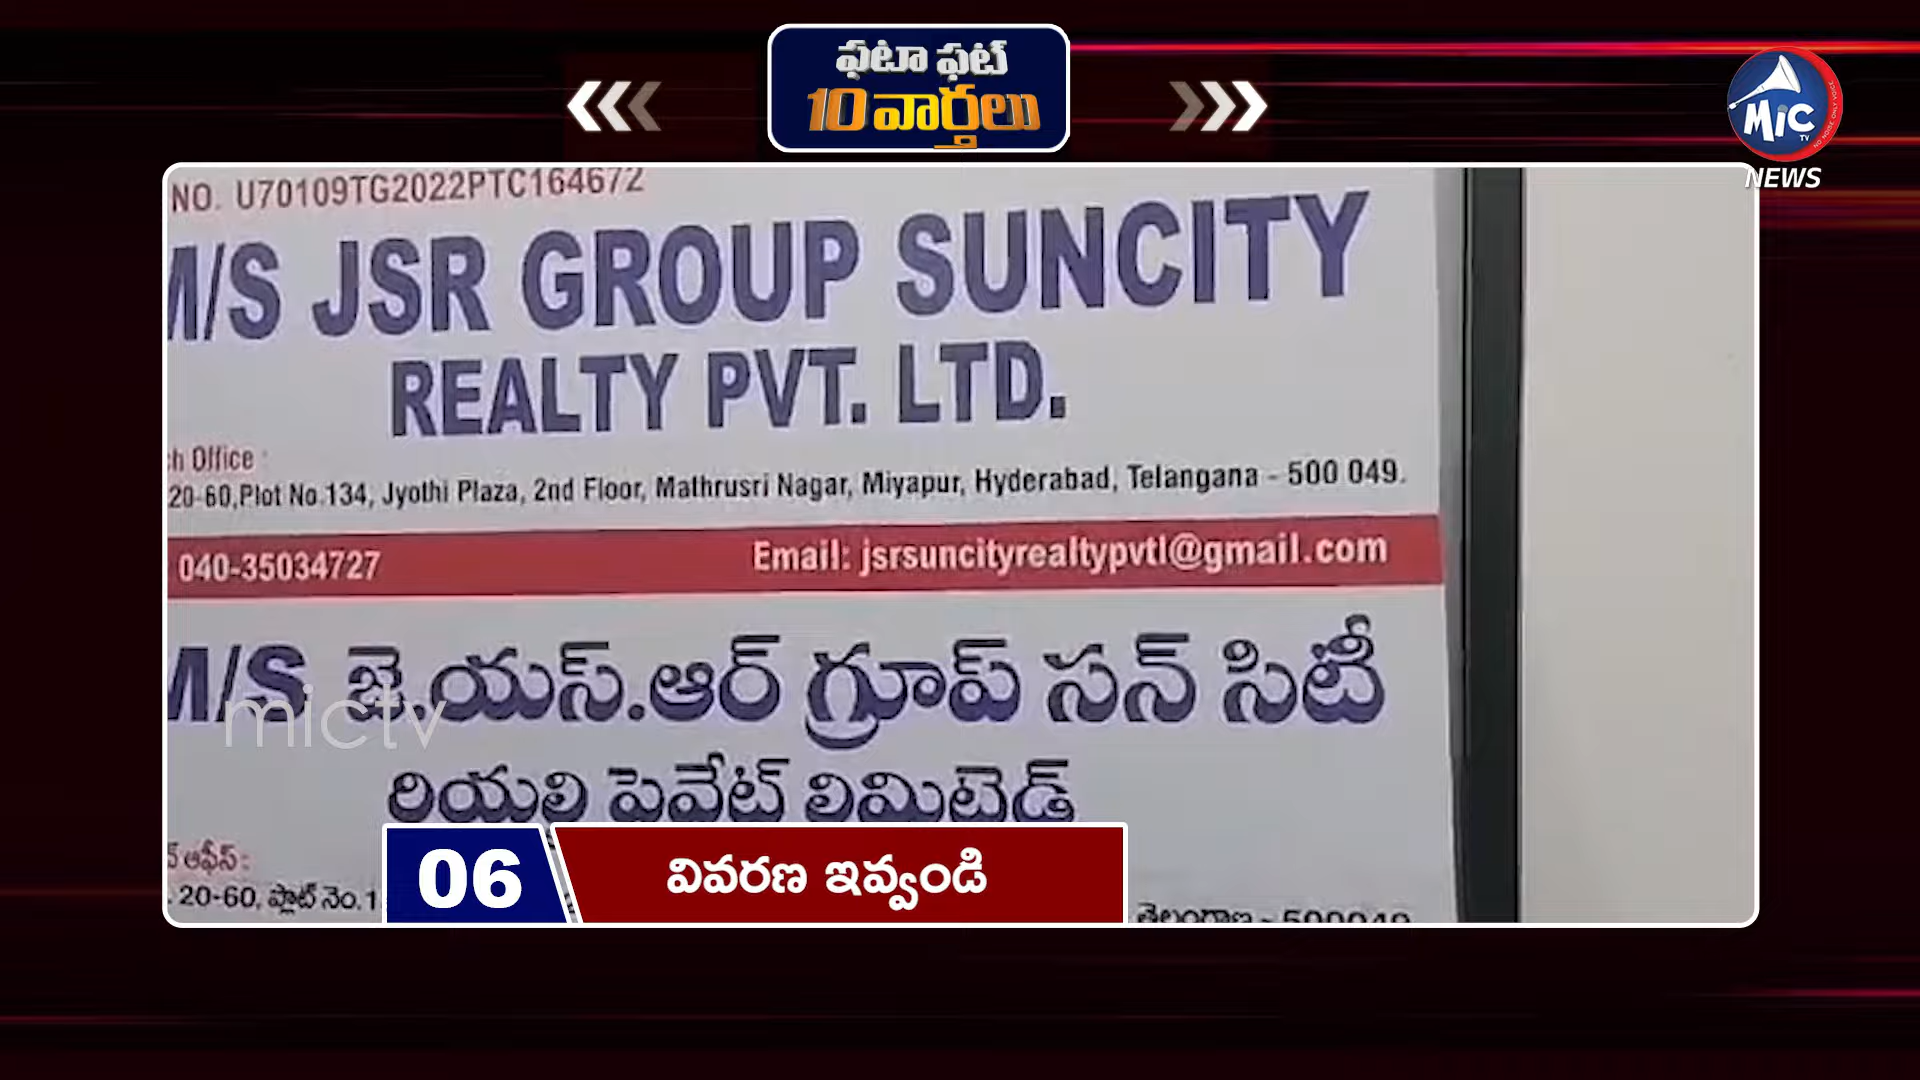 ఫటా ఫట్
10 వార్తలు
MiC
TV
NEWS
NO. U70109TG2022PTC164672
M/S JSR GROUP SUNCITY
REALTY PVT. LTD.
Office :
20-60,Plot No.134, Jyothi Plaza, 2nd Floor, Mathrusri Nagar, Miyapur, Hyderabad, Telangana - 500 049.
040-35034727 Email: jsrsuncityrealtypvtl@gmail.com
M/S జె.యస్.ఆర్ గ్రూప్ సన్ సిటీ
mictv
రియల్టి ప్రైవేట్ లిమిటెడ్
ఆఫీస్:
20-60, ప్లాట్ నెం.1 తెలంగాణ - 500049
06 వివరణ ఇవ్వండి